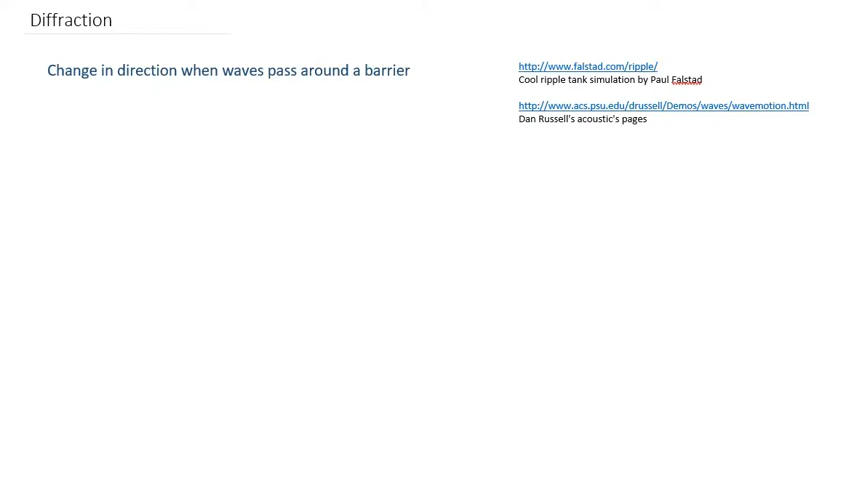 Diffraction
Change in direction when waves pass around a barrier
http://www.falstad.com/ripple/
Cool ripple tank simulation by Paul Falstad
http://www.acs.psu.edu/drussell/Demos/waves/wavemotion.html
Dan Russell's acoustic's pages